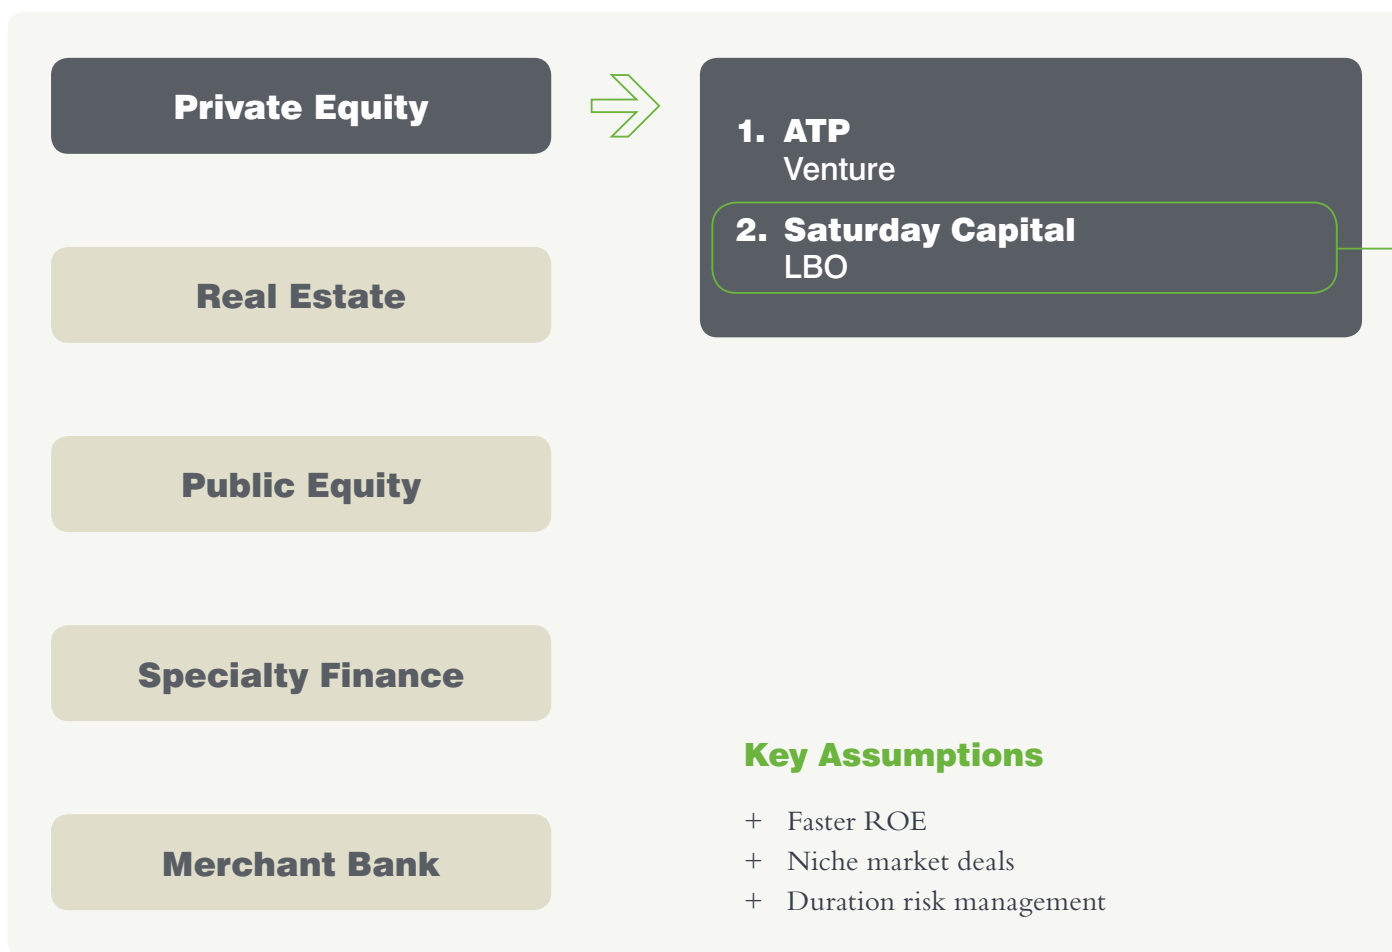 Private Equity
1. ATP
Venture
2. Saturday Capital
LBO
Real Estate
Public Equity
Specialty Finance
Merchant Bank
Key Assumptions
+ Faster ROE
+ Niche market deals
+ Duration risk management